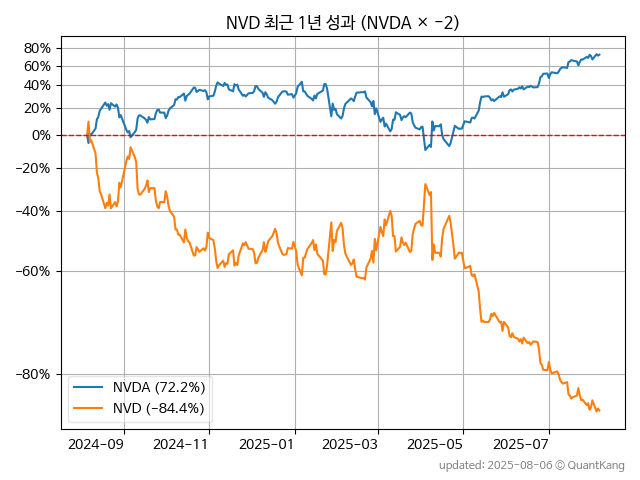 NVD 최근 1년 성과 (NVDA × −2)
80%
60%
40%
20%
0%
−20%
−40%
−60%
−80%
NVDA (72.2%)
NVD (−84.4%)
2024-09 2024-11 2025-01 2025-03 2025-05 2025-07
updated: 2025-08-06 © QuantKang